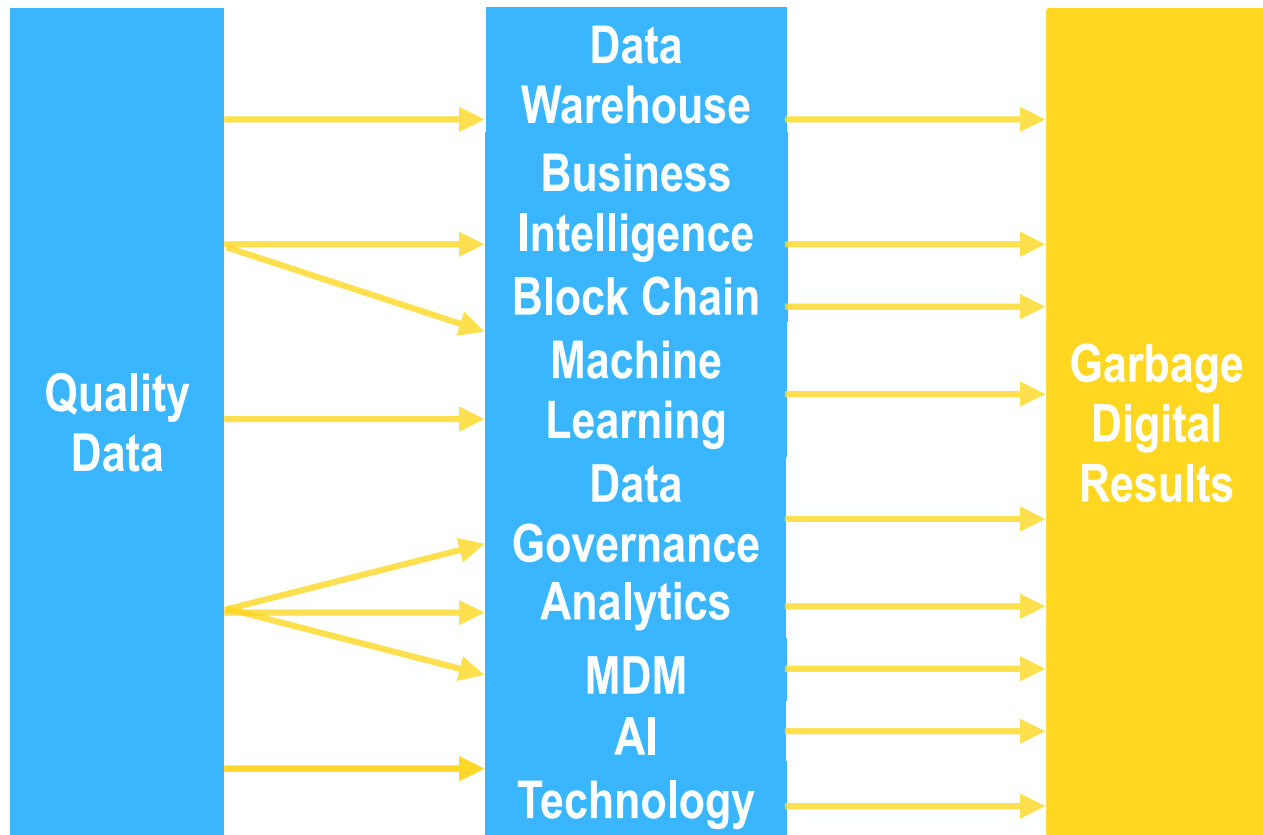 Quality
Data
Data
Warehouse
Business
Intelligence
Block Chain
Machine
Learning
Data
Governance
Analytics
MDM
AI
Technology
Garbage
Digital
Results